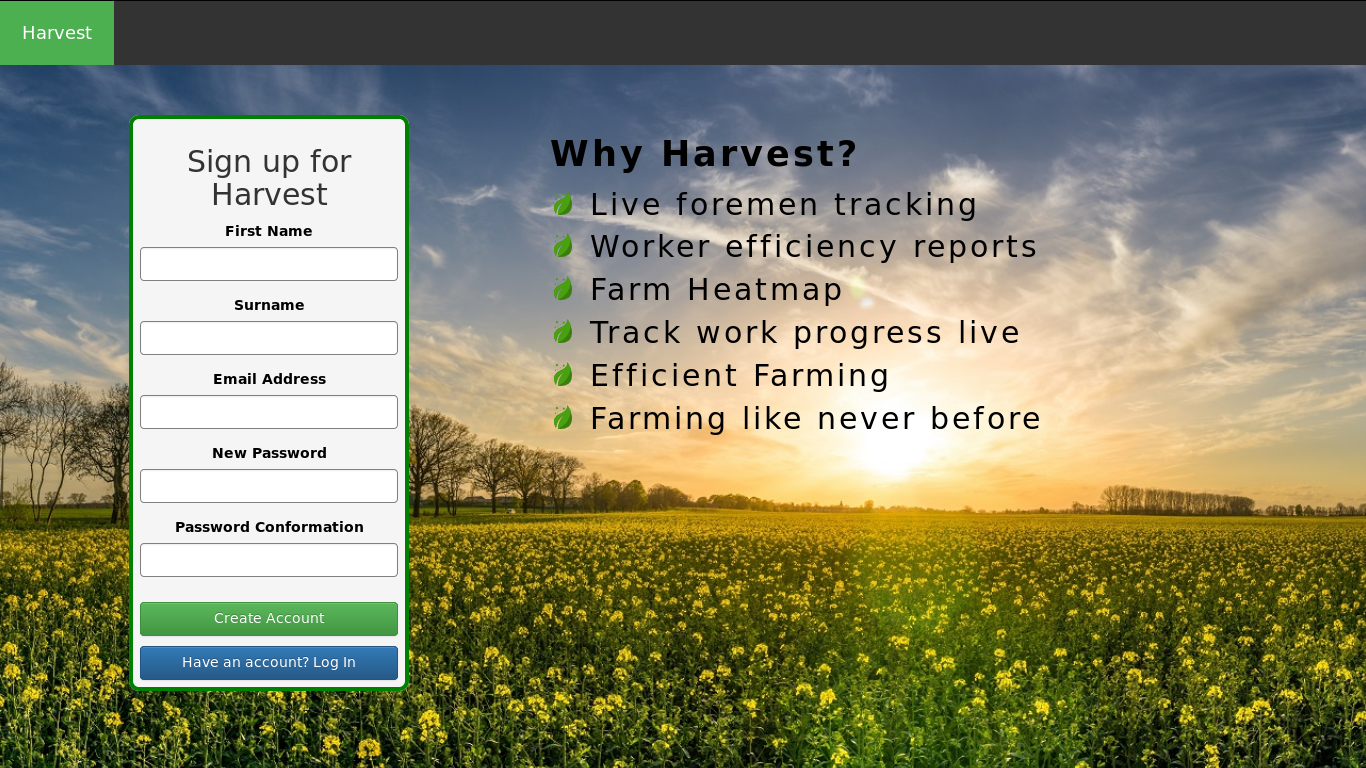 Harvest
Sign up for
Harvest
First Name
Surname
Email Address
New Password
Password Conformation
Create Account
Have an account? Log In
Why Harvest?
Live foremen tracking
Worker efficiency reports
Farm Heatmap
Track work progress live
Efficient Farming
Farming like never before